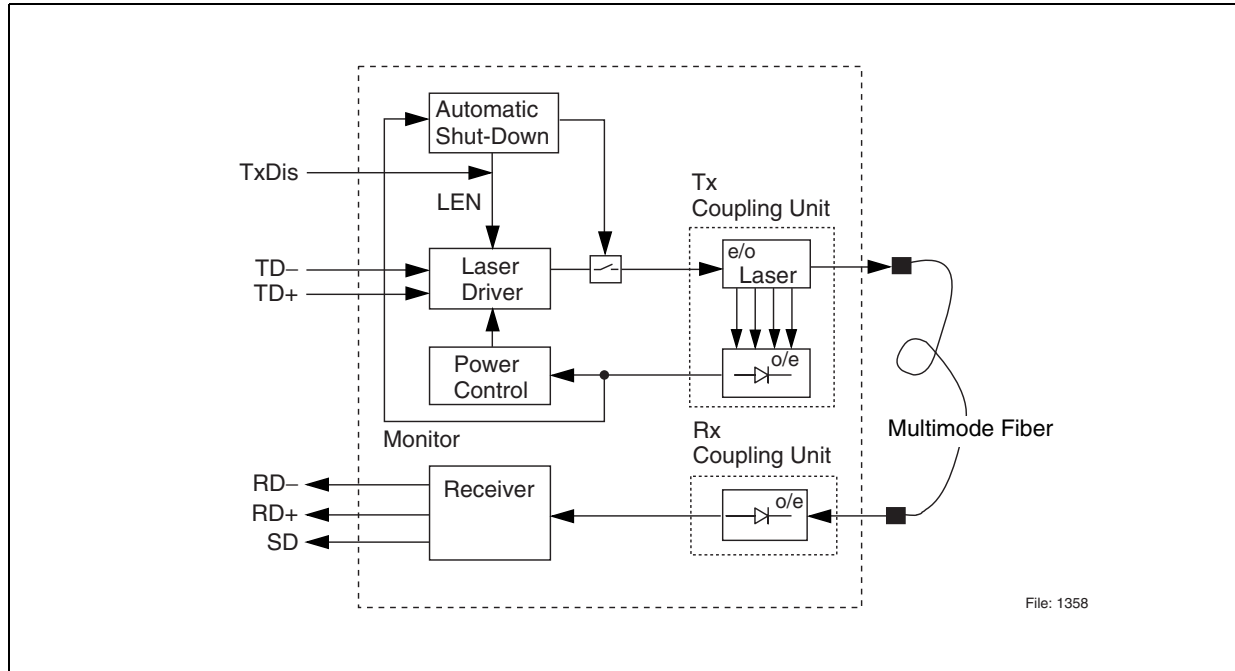 Automatic
Shut-Down
TxDis
LEN
Tx
Coupling Unit
e/o
Laser
TD–
TD+
Laser
Driver
o/e
Power
Control
Monitor
Rx
Coupling Unit
Multimode Fiber
RD–
RD+
SD
Receiver
o/e
File: 1358